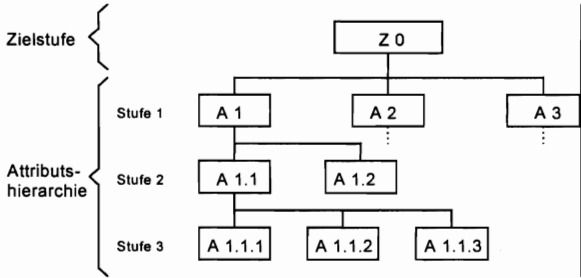 Zielstufe
Z 0
Stufe 1
A 1
A 2
A 3
Attributs-
hierarchie
Stufe 2
A 1.1
A 1.2
Stufe 3
A 1.1.1
A 1.1.2
A 1.1.3